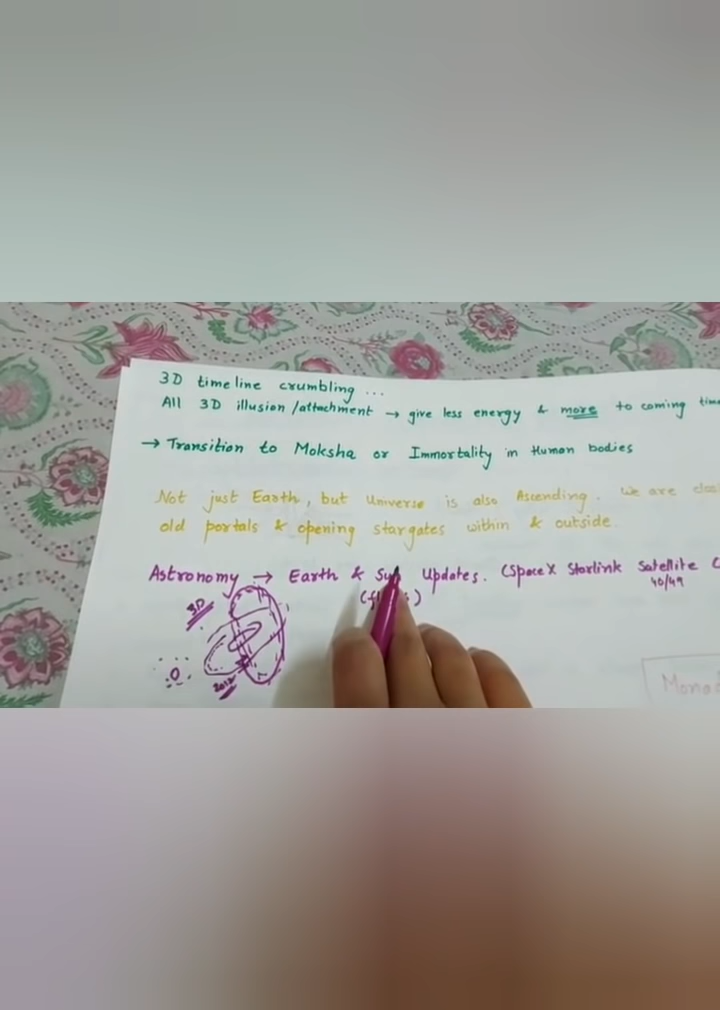 3D timeline crumbling ...
All 3D illusion/attachment → give less energy & more to coming
→ Transition to Moksha or Immortality in Human bodies
Not just Earth, but Universe is also Ascending. We are
old portals & opening stargates within & outside.
Astronomy → Earth & Updates. (SpaceX Starlink Satellite
40/49
3D
2012